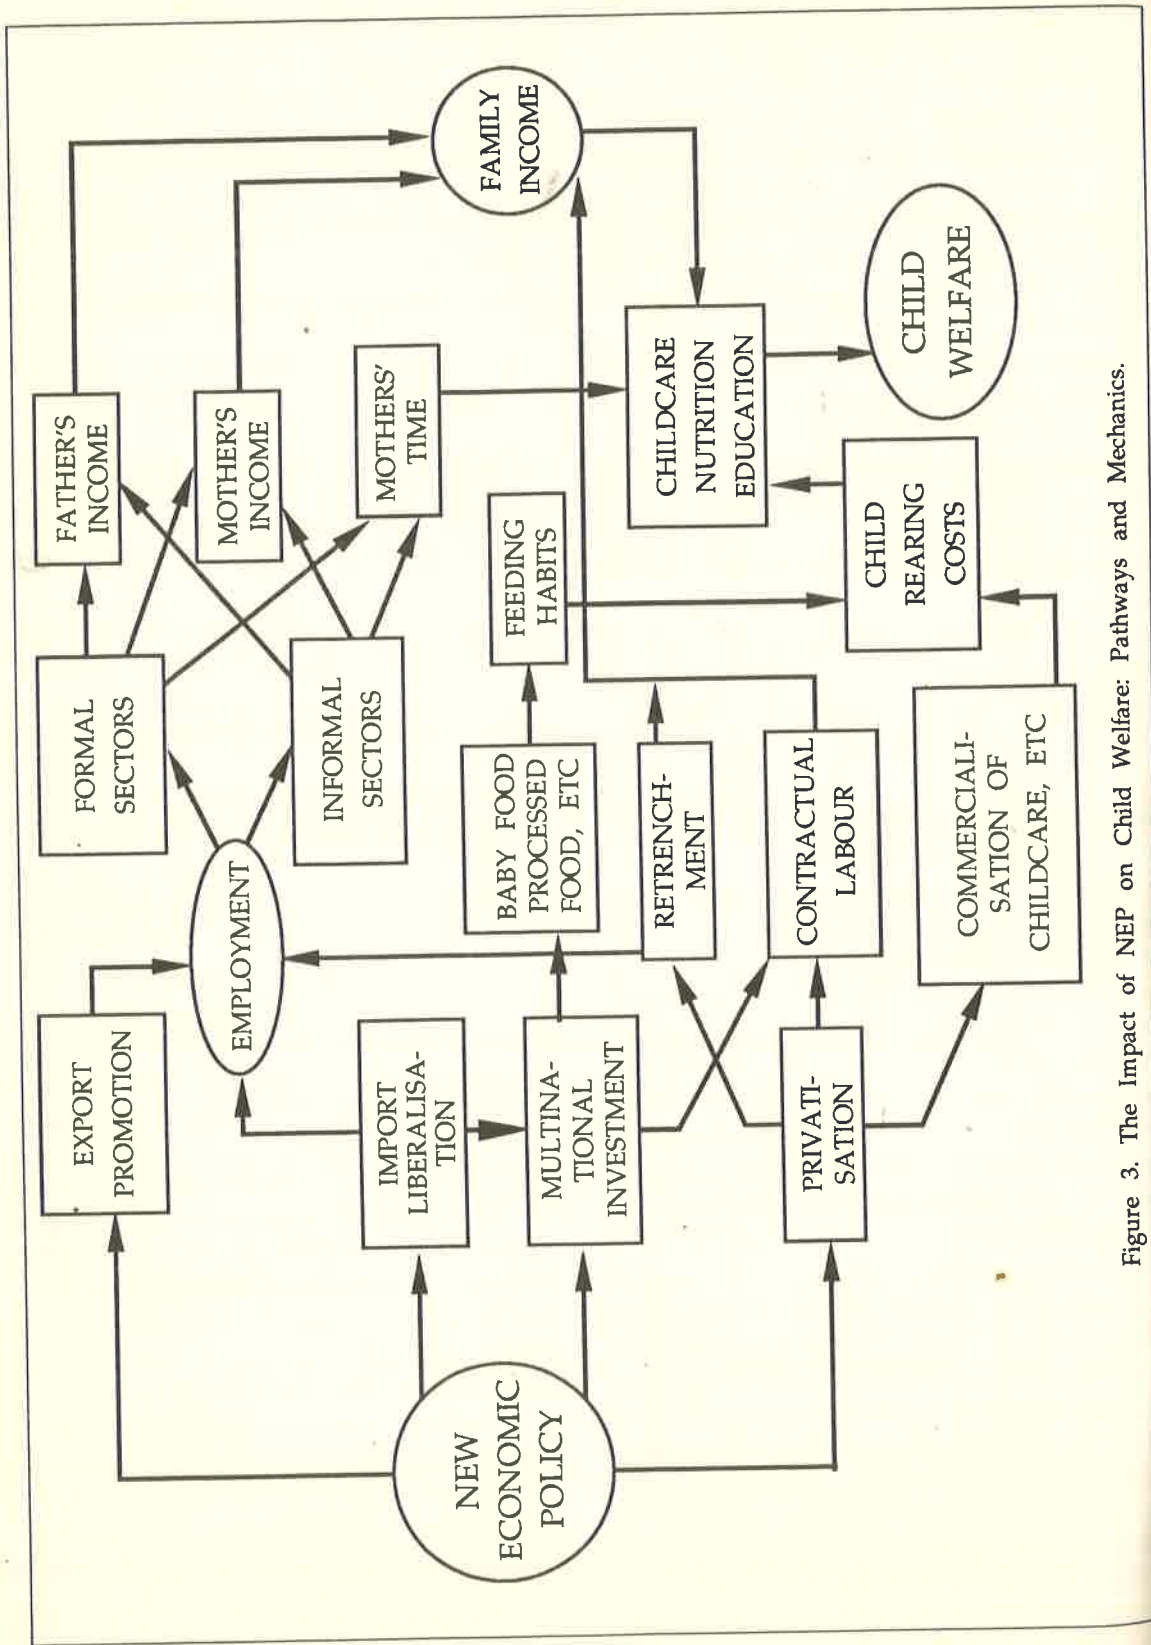 NEW
ECONOMIC
POLICY
EXPORT
PROMOTION
IMPORT
LIBERALISA-
TION
MULTINA-
TIONAL
INVESTMENT
PRIVATI-
SATION
EMPLOYMENT
FORMAL
SECTORS
INFORMAL
SECTORS
BABY FOOD
PROCESSED
FOOD, ETC
RETRENCH-
MENT
CONTRACTUAL
LABOUR
COMMERCIALI-
SATION OF
CHILDCARE, ETC
FATHER'S
INCOME
MOTHER'S
INCOME
MOTHERS'
TIME
FEEDING
HABITS
CHILD
REARING
COSTS
CHILDCARE
NUTRITION
EDUCATION
FAMILY
INCOME
CHILD
WELFARE
Figure 3. The Impact of NEP on Child Welfare: Pathways and Mechanics.